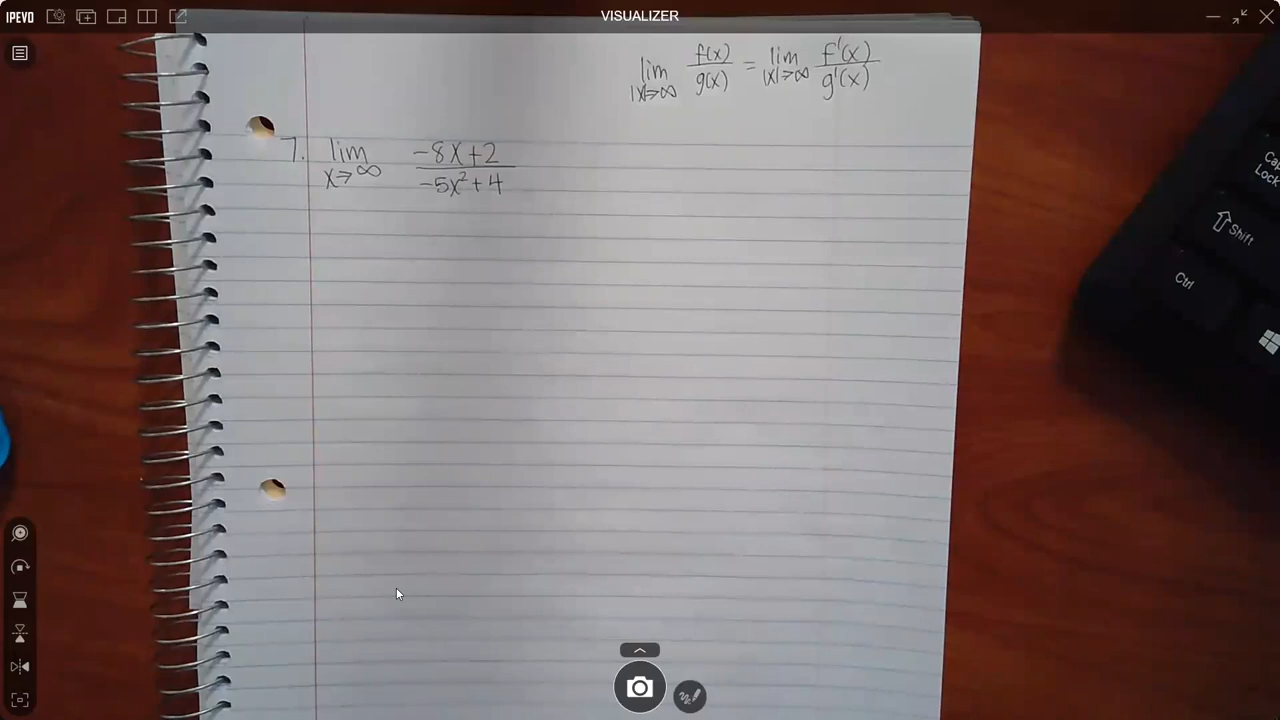 IPEVO
VISUALIZER
lim |x|→∞ f(x)/g(x) = lim |x|→∞ f'(x)/g'(x)
7. lim x→∞ (-8x+2)/(-5x²+4)
Caps Lock
Shift
Ctrl